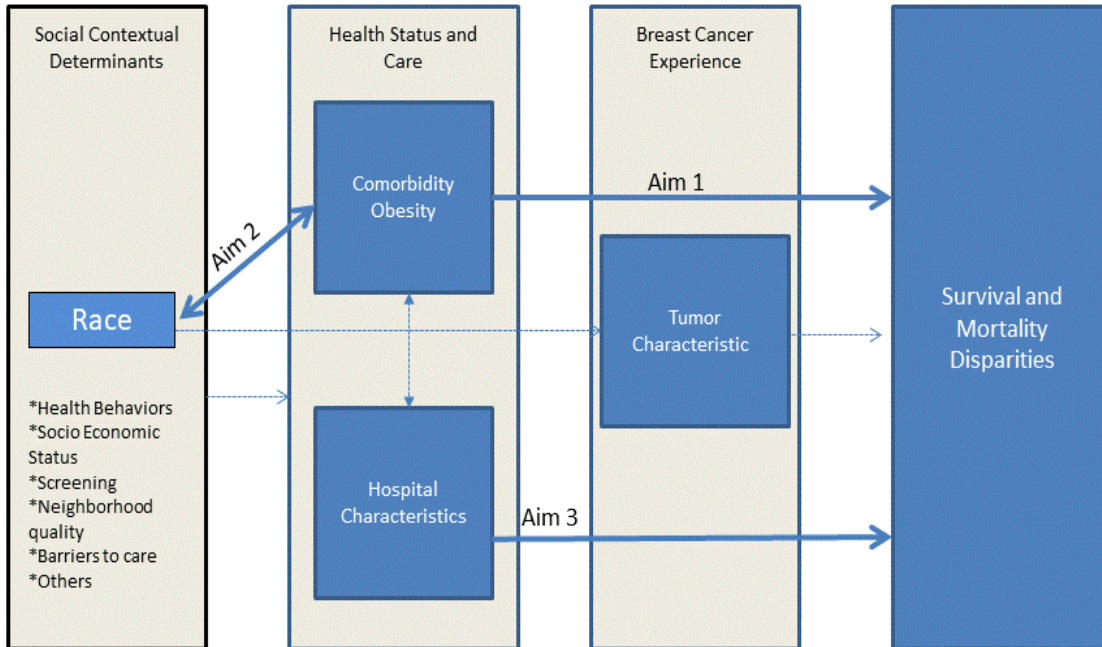 Social Contextual
Determinants
Race
*Health Behaviors
*Socio Economic
Status
*Screening
*Neighborhood
quality
*Barriers to care
*Others
Aim 2
Health Status and
Care
Comorbidity
Obesity
Hospital
Characteristics
Aim 1
Aim 3
Breast Cancer
Experience
Tumor
Characteristic
Survival and
Mortality
Disparities